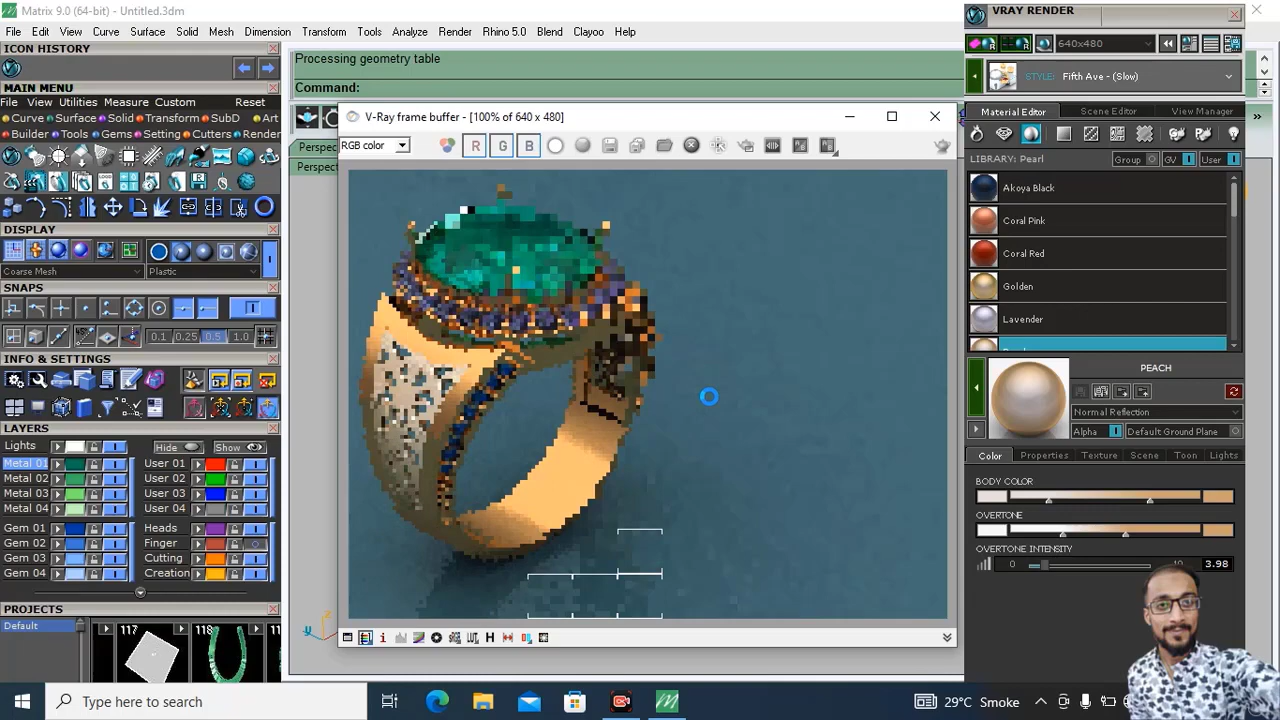 Matrix 9.0 (64-bit) - Untitled.3dm
File Edit View Curve Surface Solid Mesh Dimension Transform Tools Analyze Render Rhino 5.0 Blend Clayoo Help
ICON HISTORY
MAIN MENU
File View Utilities Measure Custom Reset
Curve Surface Solid Transform SubD Art
Builder Tools Gems Setting Cutters Render
DISPLAY
Coarse Mesh
Plastic
SNAPS
0.1 0.25 0.5 1.0
INFO & SETTINGS
LAYERS
Lights Hide Show
Metal 01 User 01
Metal 02 User 02
Metal 03 User 03
Metal 04 User 04
Gem 01 Heads
Gem 02 Finger
Gem 03 Cutting
Gem 04 Creation
PROJECTS
Default
117 118 11
Processing geometry table
Command:
Perspec
Perspect
V-Ray frame buffer - [100% of 640 x 480]
RGB color
R G B
VRAY RENDER
640x480
STYLE: Fifth Ave - (Slow)
Material Editor Scene Editor View Manager
LIBRARY: Pearl Group GV User
Akoya Black
Coral Pink
Coral Red
Golden
Lavender
PEACH
Normal Reflection
Alpha Default Ground Plane
Color Properties Texture Scene Toon Lights
BODY COLOR
OVERTONE
OVERTONE INTENSITY
0 10 3.98
Type here to search
29°C Smoke